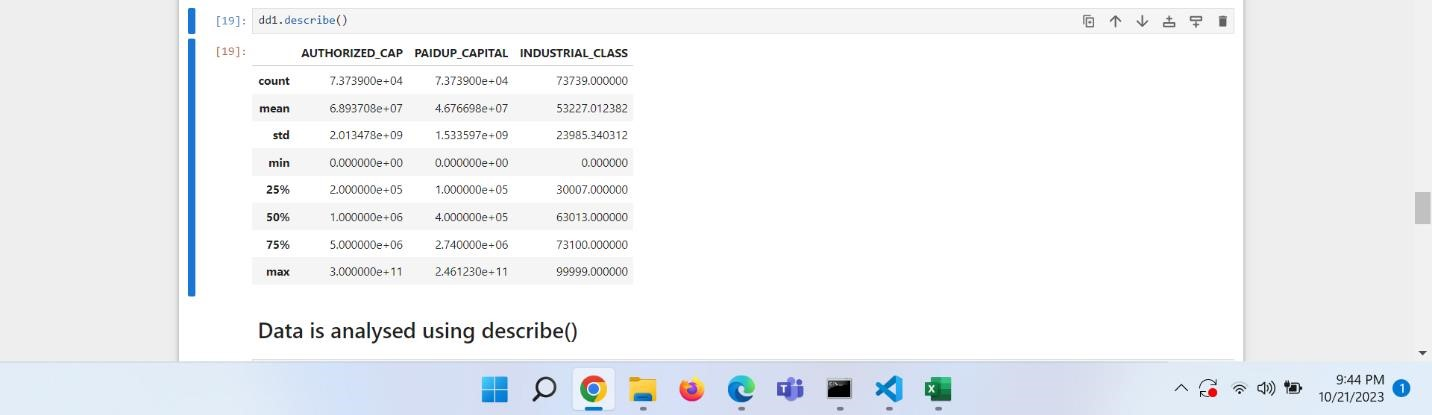 [19]: dd1.describe()
[19]:
AUTHORIZED_CAP PAIDUP_CAPITAL INDUSTRIAL_CLASS
count 7.373900e+04 7.373900e+04 73739.000000
mean 6.893708e+07 4.676698e+07 53227.012382
std 2.013478e+09 1.533597e+09 23985.340312
min 0.000000e+00 0.000000e+00 0.000000
25% 2.000000e+05 1.000000e+05 30007.000000
50% 1.000000e+06 4.000000e+05 63013.000000
75% 5.000000e+06 2.740000e+06 73100.000000
max 3.000000e+11 2.461230e+11 99999.000000
Data is analysed using describe()
9:44 PM
10/21/2023
1